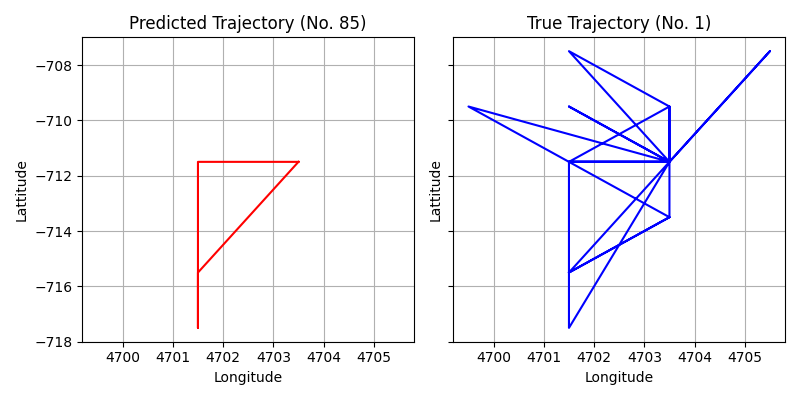 Predicted Trajectory (No. 85)
True Trajectory (No. 1)
Lattitude
−708
−710
−712
−714
−716
−718
4700 4701 4702 4703 4704 4705
Longitude
Lattitude
4700 4701 4702 4703 4704 4705
Longitude